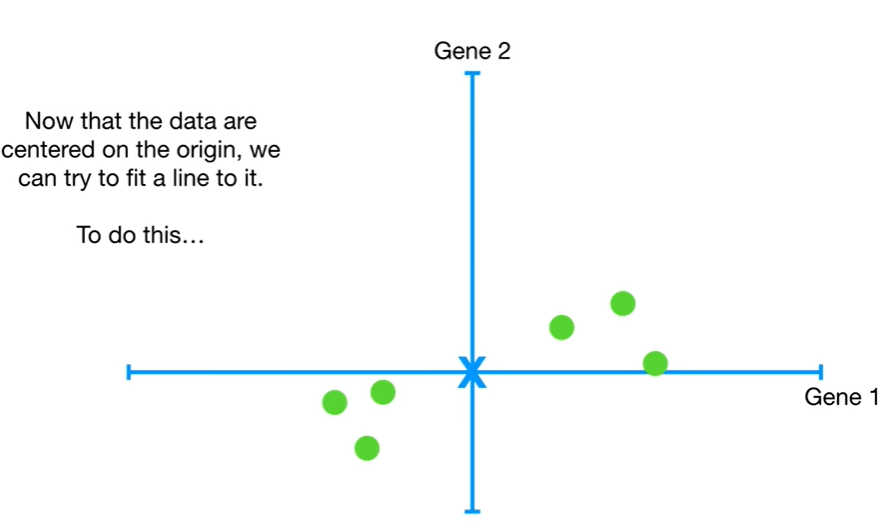 Gene 2
Now that the data are
centered on the origin, we
can try to fit a line to it.
To do this…
Gene 1